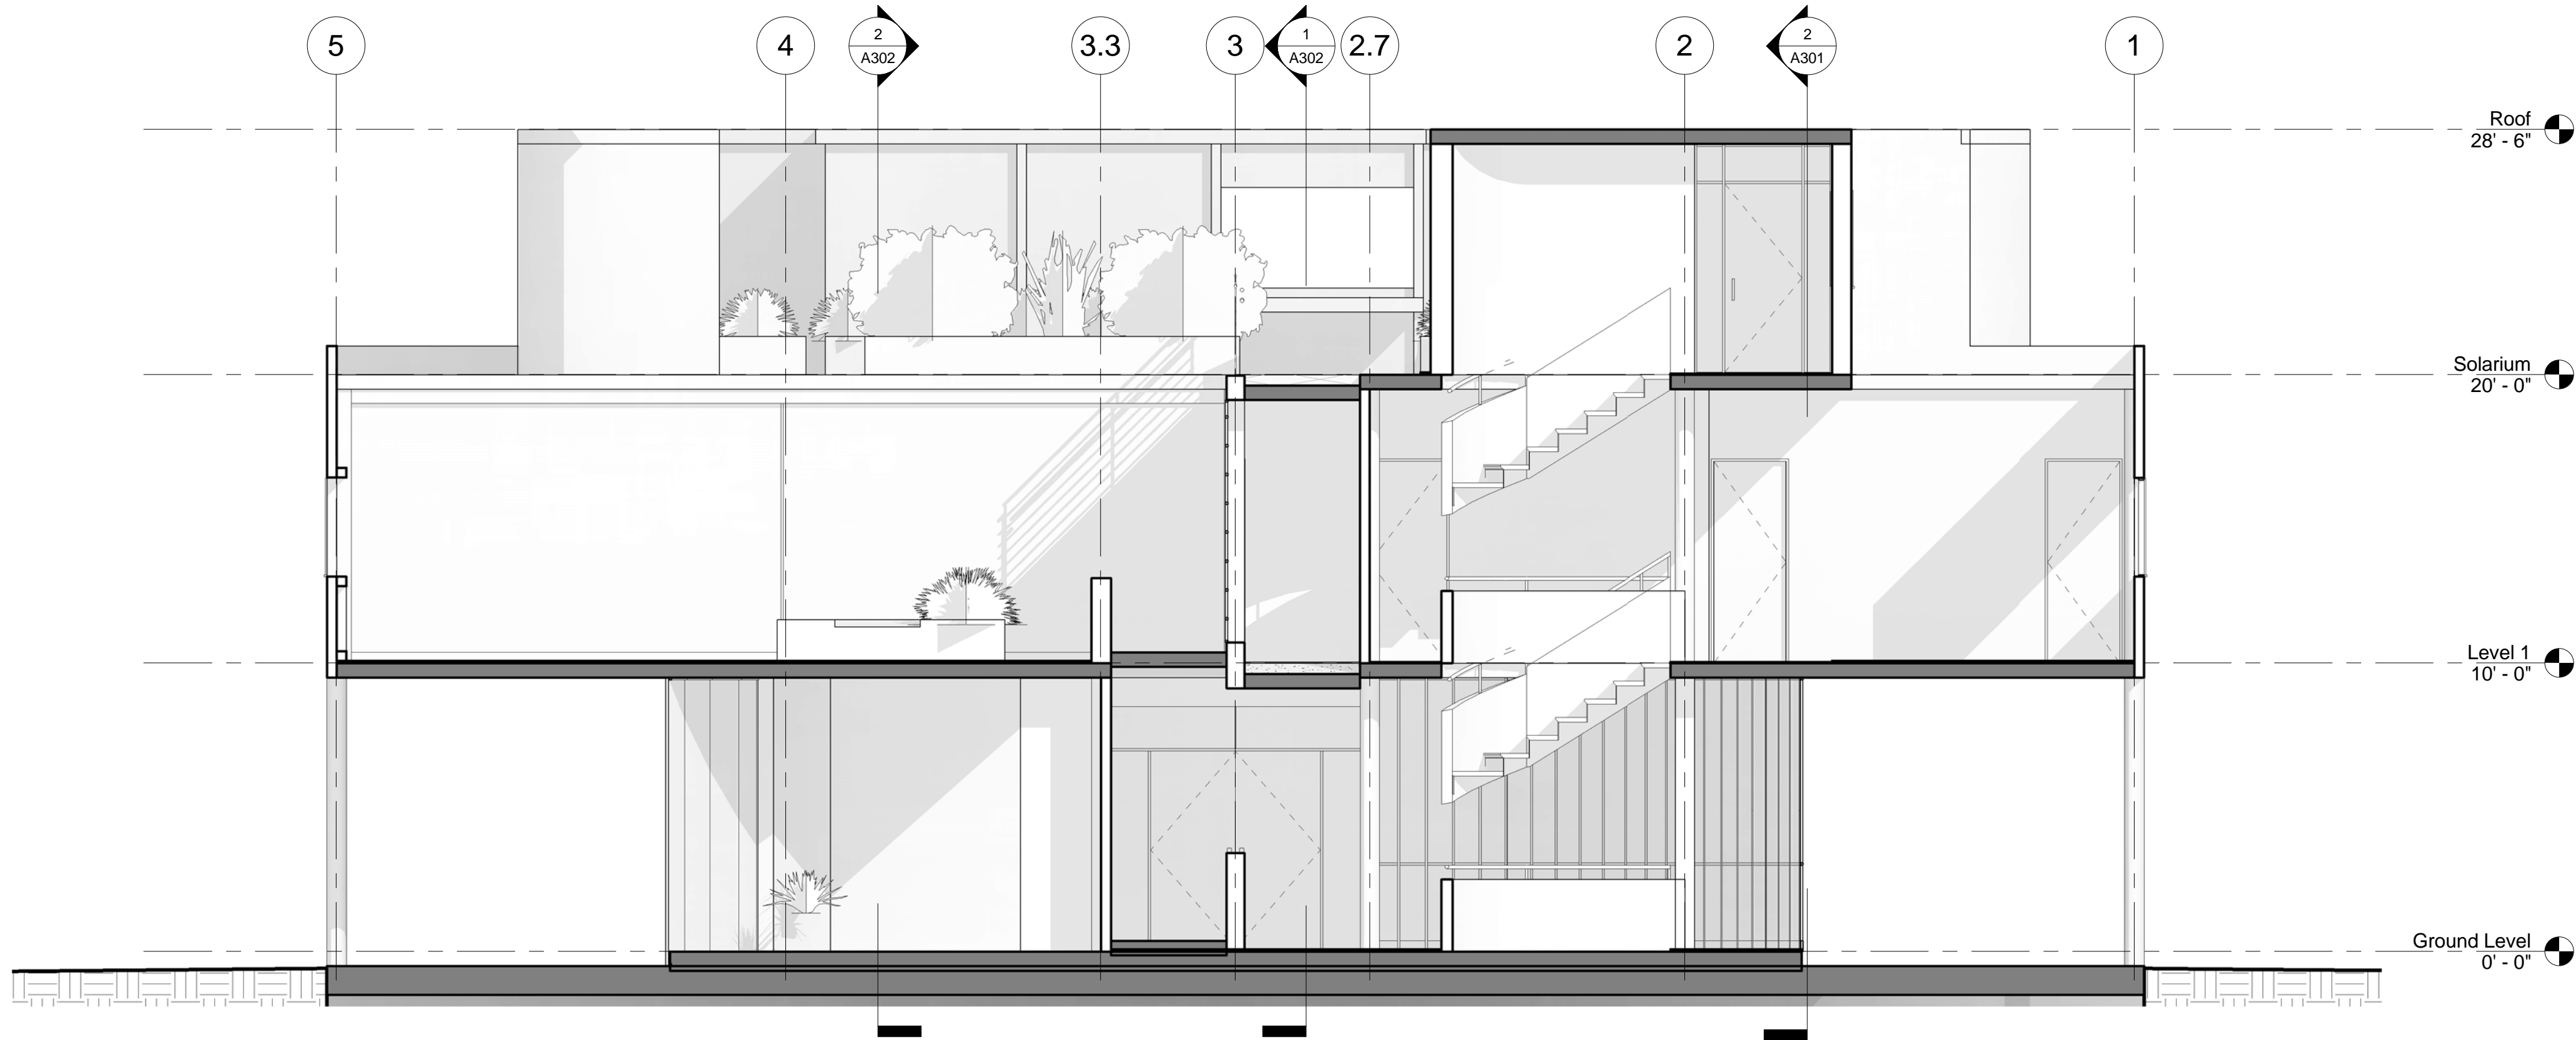 5
4
2
A302
3.3
3
1
A302
2.7
2
2
A301
1
Roof
28' - 6"
Solarium
20' - 0"
Level 1
10' - 0"
Ground Level
0' - 0"